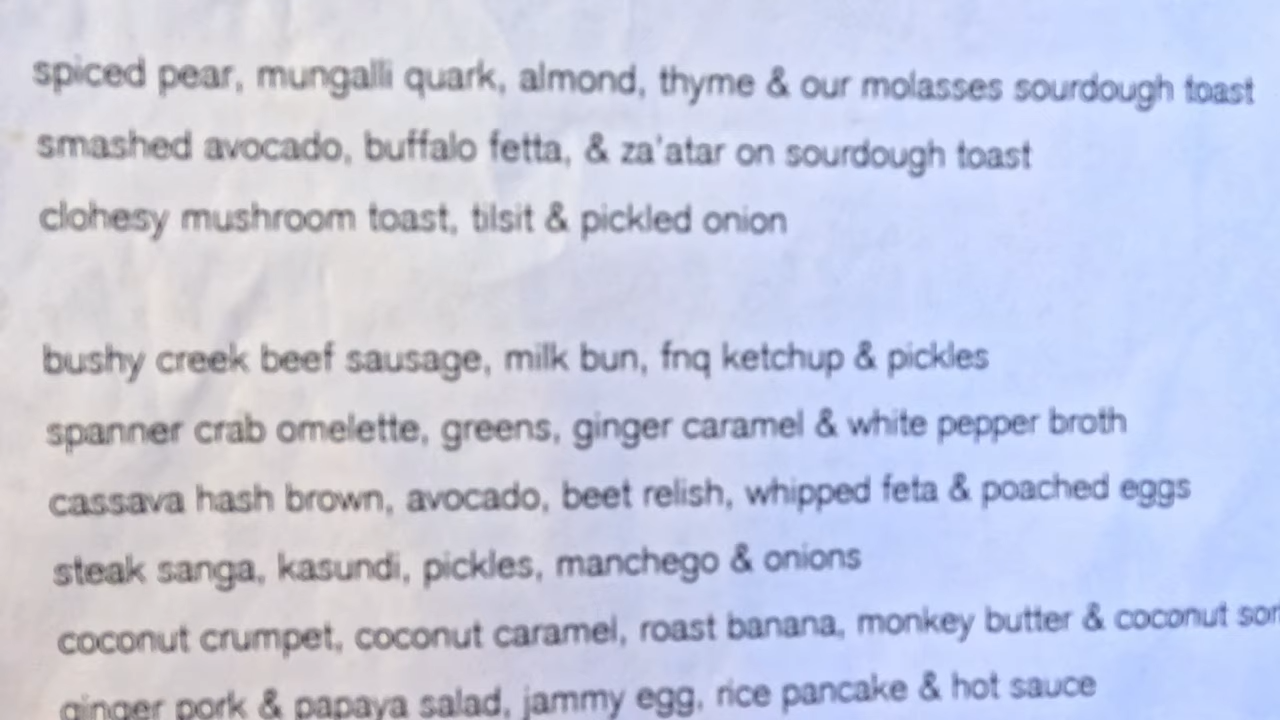 spiced pear, mungalli quark, almond, thyme & our molasses sourdough toast
smashed avocado, buffalo fetta, & za'atar on sourdough toast
clohesy mushroom toast, tilsit & pickled onion
bushy creek beef sausage, milk bun, fnq ketchup & pickles
spanner crab omelette, greens, ginger caramel & white pepper broth
cassava hash brown, avocado, beet relish, whipped feta & poached eggs
steak sanga, kasundi, pickles, manchego & onions
coconut crumpet, coconut caramel, roast banana, monkey butter & coconut
ginger pork & papaya salad, jammy egg, rice pancake & hot sauce